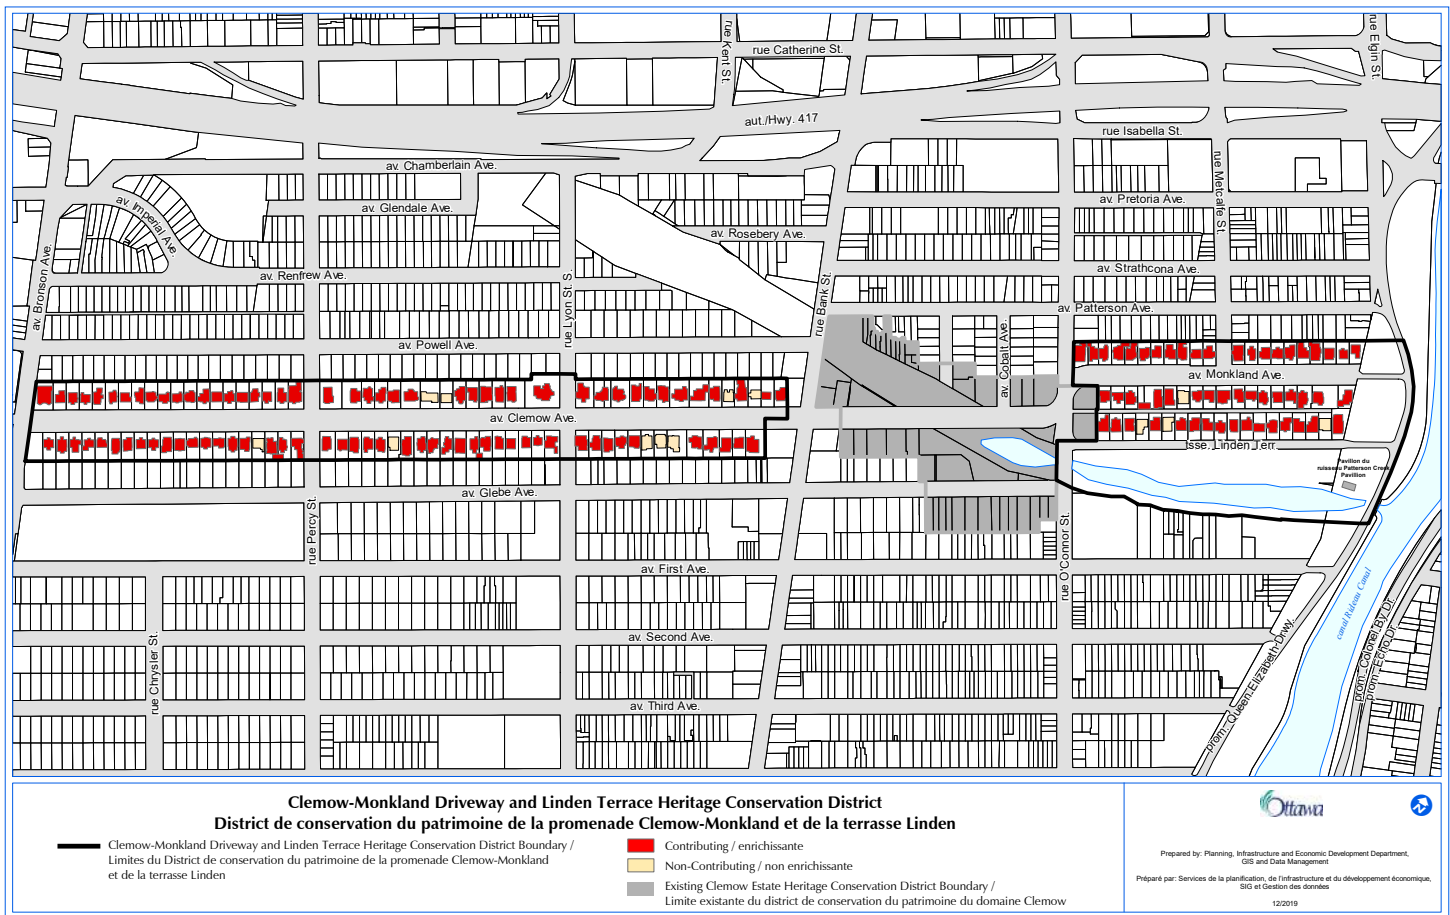 rue Catherine St.
rue Kent St.
rue Elgin St.
aut./Hwy. 417
rue Isabella St.
av. Chamberlain Ave.
rue Metcalfe St.
av. Imperial Ave.
av. Glendale Ave.
av. Pretoria Ave.
av. Rosebery Ave.
av. Bronson Ave.
av. Renfrew Ave.
av. Strathcona Ave.
rue Lyon St. S.
rue Bank St.
av. Patterson Ave.
av. Powell Ave.
av. Cobalt Ave.
av. Monkland Ave.
av. Clemow Ave.
tsse. Linden Terr.
Pavillon du
ruisseau Patterson Creek
Pavilion
av. Glebe Ave.
rue Percy St.
rue O'Connor St.
av. First Ave.
canal Rideau Canal
av. Second Ave.
rue Chrysler St.
prom. Queen Elizabeth Drwy.
prom. Colonel By Dr.
prom. Echo Dr.
av. Third Ave.
Clemow-Monkland Driveway and Linden Terrace Heritage Conservation District
District de conservation du patrimoine de la promenade Clemow-Monkland et de la terrasse Linden
Clemow-Monkland Driveway and Linden Terrace Heritage Conservation District Boundary /
Limites du District de conservation du patrimoine de la promenade Clemow-Monkland
et de la terrasse Linden
Contributing / enrichissante
Non-Contributing / non enrichissante
Existing Clemow Estate Heritage Conservation District Boundary /
Limite existante du district de conservation du patrimoine du domaine Clemow
Ottawa
N
Prepared by: Planning, Infrastructure and Economic Development Department,
GIS and Data Management
Préparé par: Services de la planification, de l'infrastructure et du développement économique,
SIG et Gestion des données
12/2019